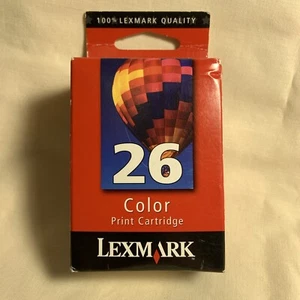 100% LEXMARK QUALITY
26
Color
Print Cartridge
LEXMARK